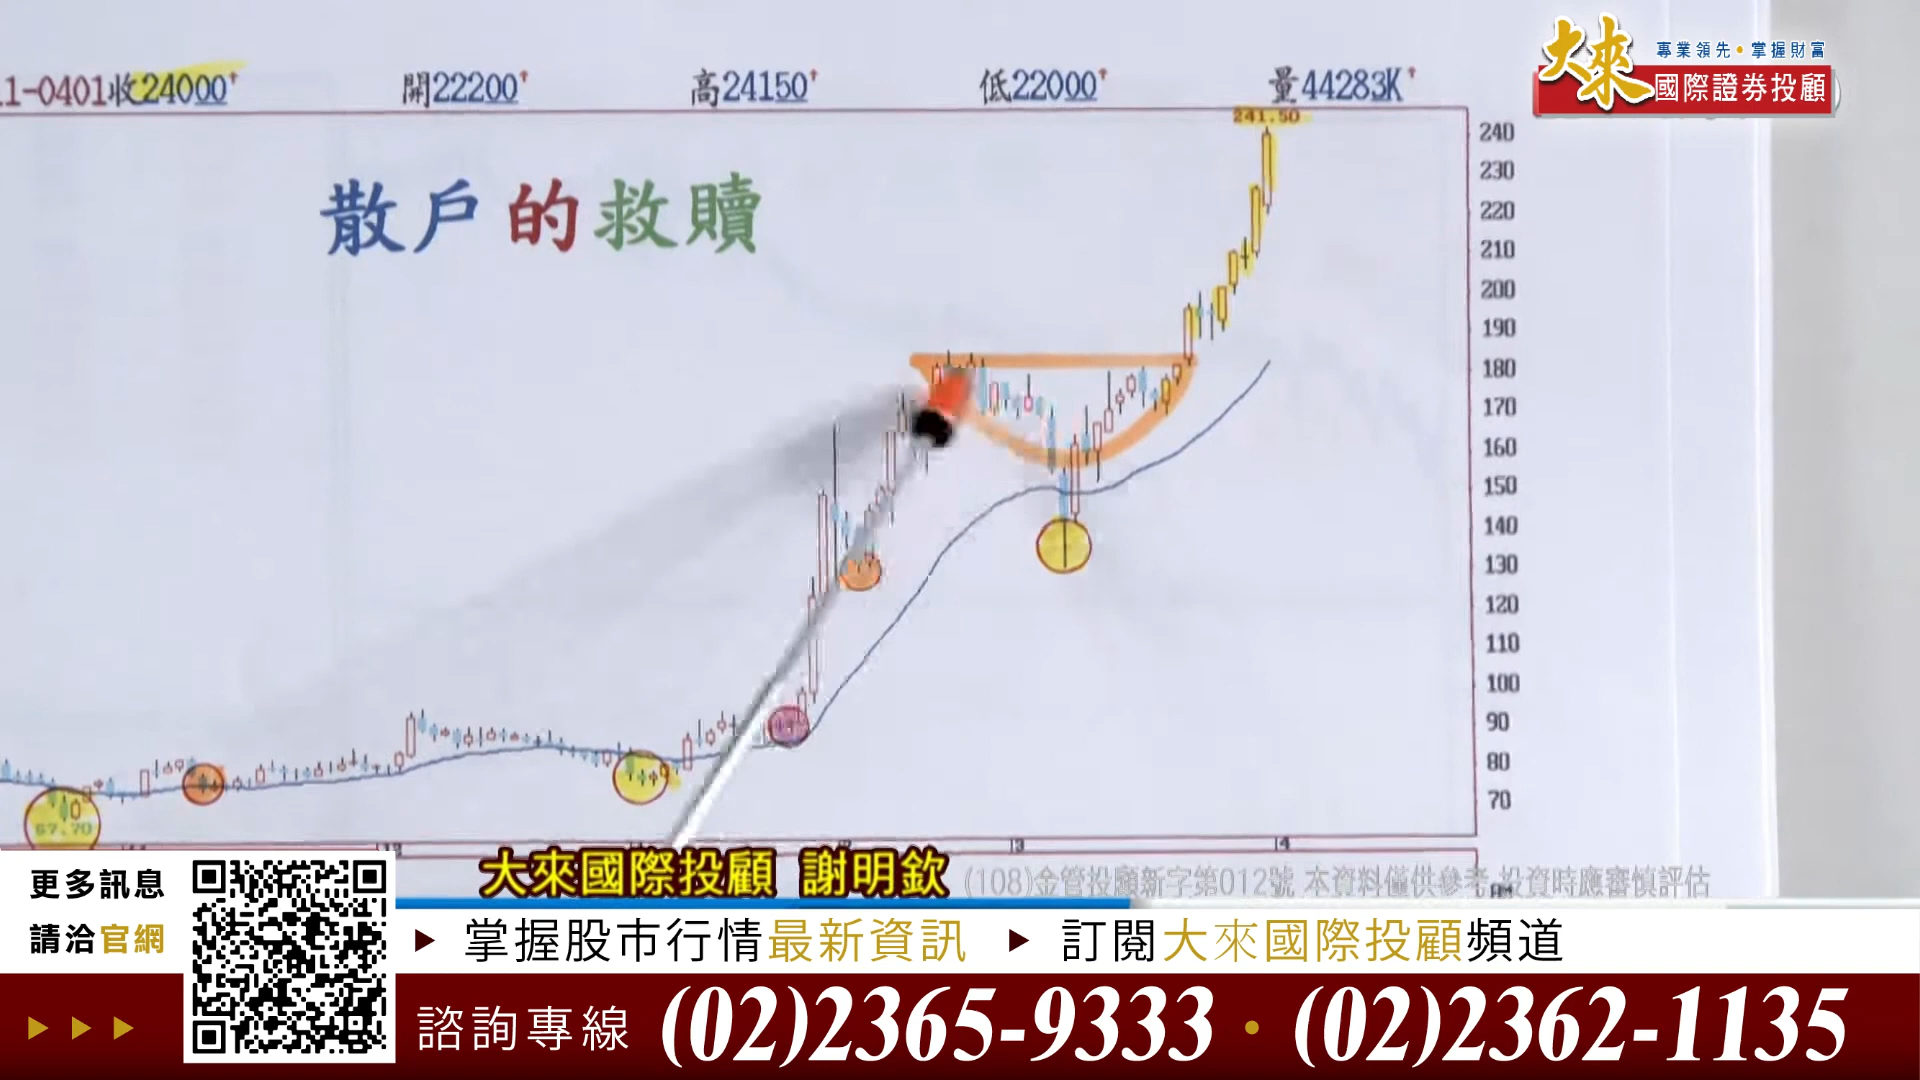 1-0401收24000↑ 開22200↑ 高24150↑ 低22000↑ 量44283K↑
大來 專業領先•掌握財富
國際證券投顧
241.50
散戶的救贖
240
230
220
210
200
190
180
170
160
150
140
130
120
110
100
90
80
70
67.70
12 3 4
大來國際投顧 謝明欽
(108)金管投顧新字第012號 本資料僅供參考 投資時應審慎評估
更多訊息
請洽官網
掌握股市行情最新資訊 訂閱大來國際投顧頻道
諮詢專線 (02)2365-9333•(02)2362-1135